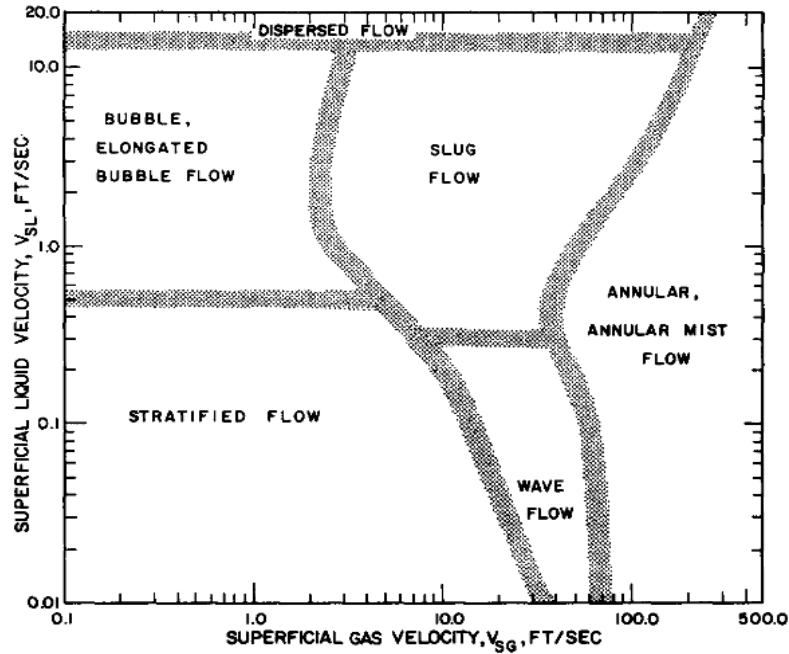 20.0
DISPERSED FLOW
10.0
BUBBLE,
ELONGATED
BUBBLE FLOW
SLUG
FLOW
SUPERFICIAL LIQUID VELOCITY, VSL, FT/SEC
1.0
ANNULAR,
ANNULAR MIST
FLOW
STRATIFIED FLOW
0.1
WAVE
FLOW
0.01
0.1
1.0
10.0
100.0
500.0
SUPERFICIAL GAS VELOCITY, VSG, FT/SEC